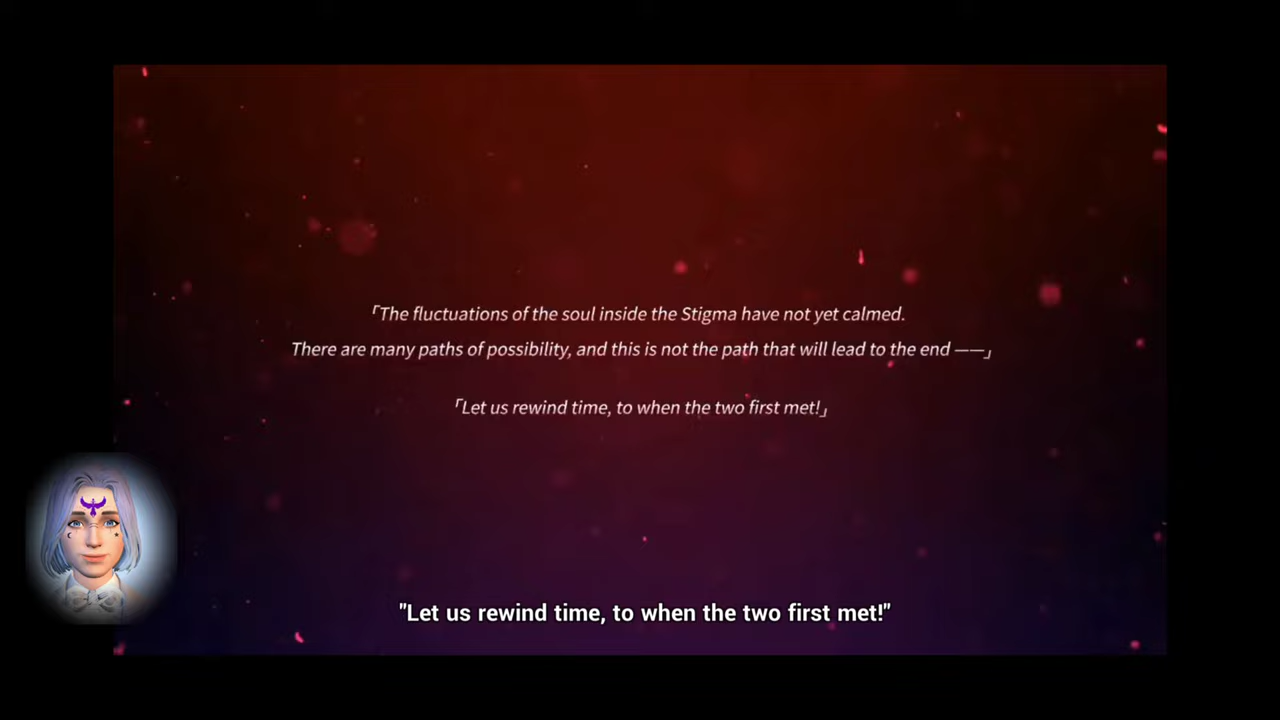 「The fluctuations of the soul inside the Stigma have not yet calmed.
There are many paths of possibility, and this is not the path that will lead to the end ——」
「Let us rewind time, to when the two first met!」
"Let us rewind time, to when the two first met!"